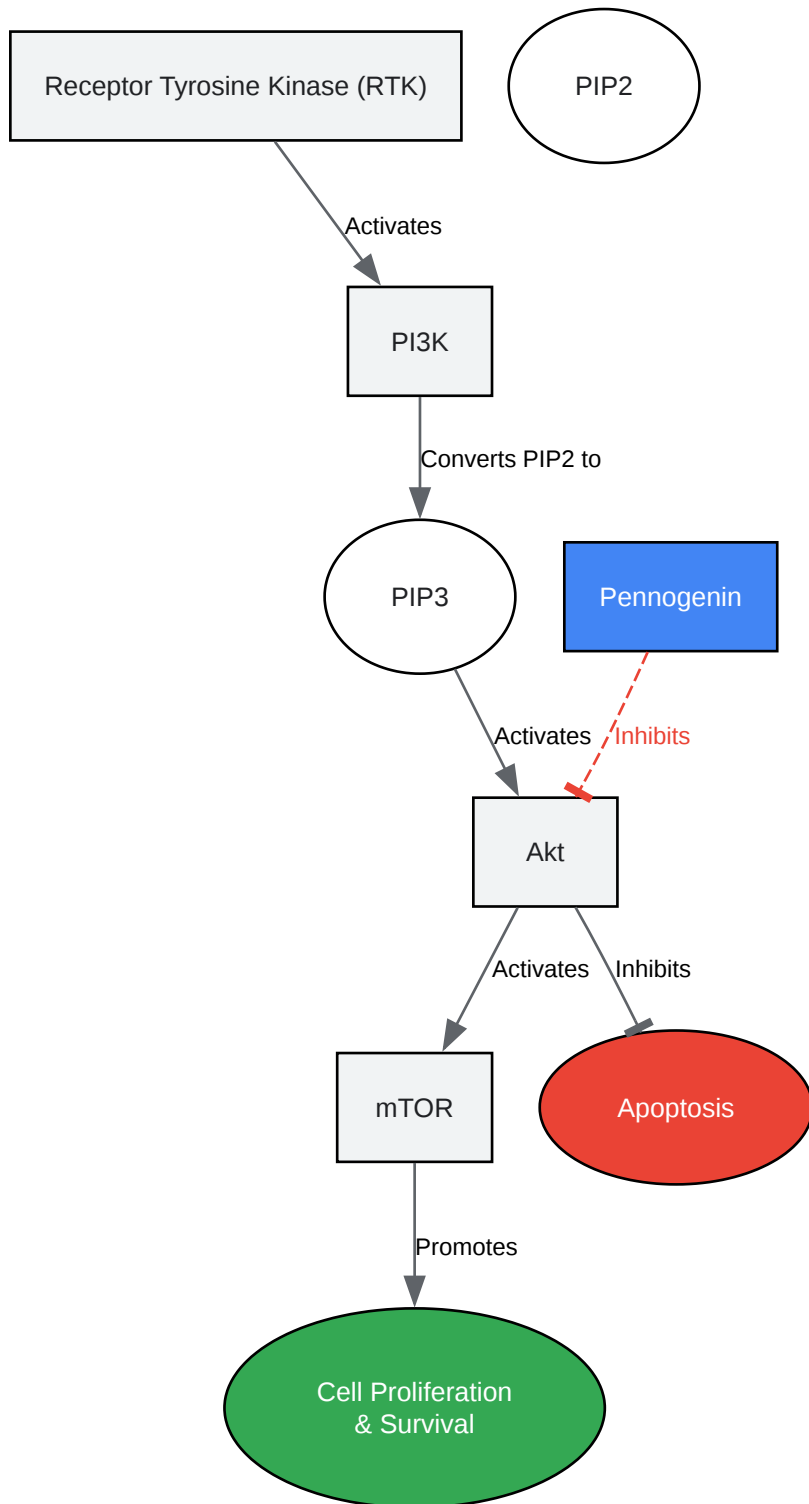 Receptor Tyrosine Kinase (RTK)
PIP2
Activates
PI3K
Converts PIP2 to
PIP3
Pennogenin
Activates
Inhibits
Akt
Activates
Inhibits
mTOR
Apoptosis
Promotes
Cell Proliferation
& Survival